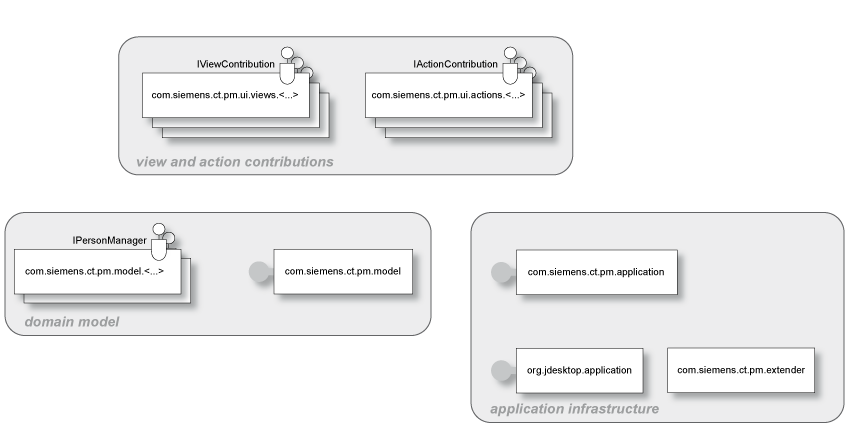 IViewContribution
IActionContribution
com.siemens.ct.pm.ui.views.<...>
com.siemens.ct.pm.ui.actions.<...>
view and action contributions
IPersonManager
com.siemens.ct.pm.model.<...>
com.siemens.ct.pm.model
domain model
com.siemens.ct.pm.application
org.jdesktop.application
com.siemens.ct.pm.extender
application infrastructure